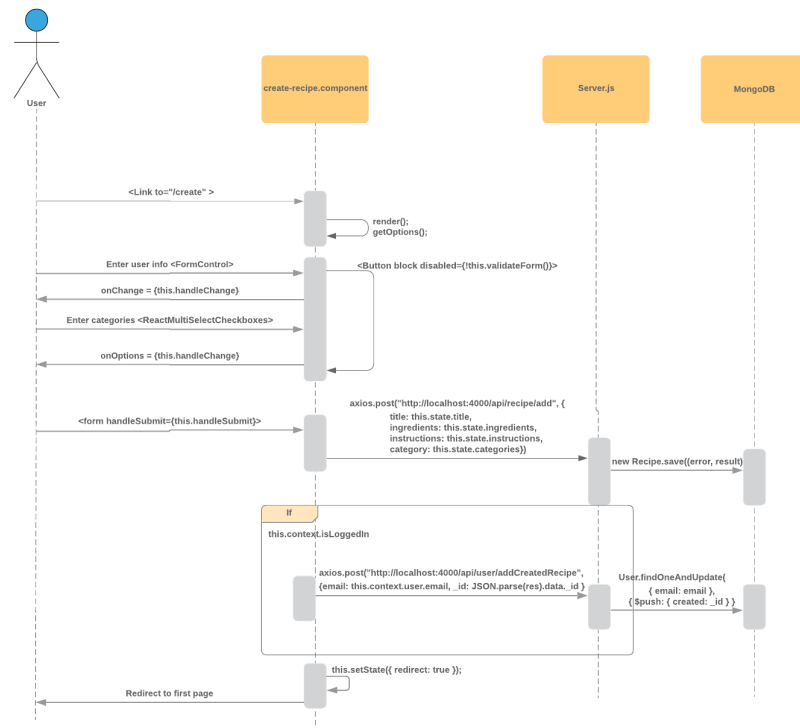 create-recipe.component
Server.js
MongoDB
User
<Link to="/create" >
render();
getOptions();
Enter user info <FormControl>
<Button block disabled={!this.validateForm()}>
onChange = {this.handleChange}
Enter categories <ReactMultiSelectCheckboxes>
onOptions = {this.handleChange}
axios.post("http://localhost:4000/api/recipe/add", {
title: this.state.title,
ingredients: this.state.ingredients,
instructions: this.state.instructions,
category: this.state.categories})
<form handleSubmit={this.handleSubmit}>
new Recipe.save((error, result)
If
this.context.isLoggedIn
axios.post("http://localhost:4000/api/user/addCreatedRecipe",
{email: this.context.user.email, _id: JSON.parse(res).data._id }
User.findOneAndUpdate(
{ email: email },
{ $push: { created: _id } }
this.setState({ redirect: true });
Redirect to first page